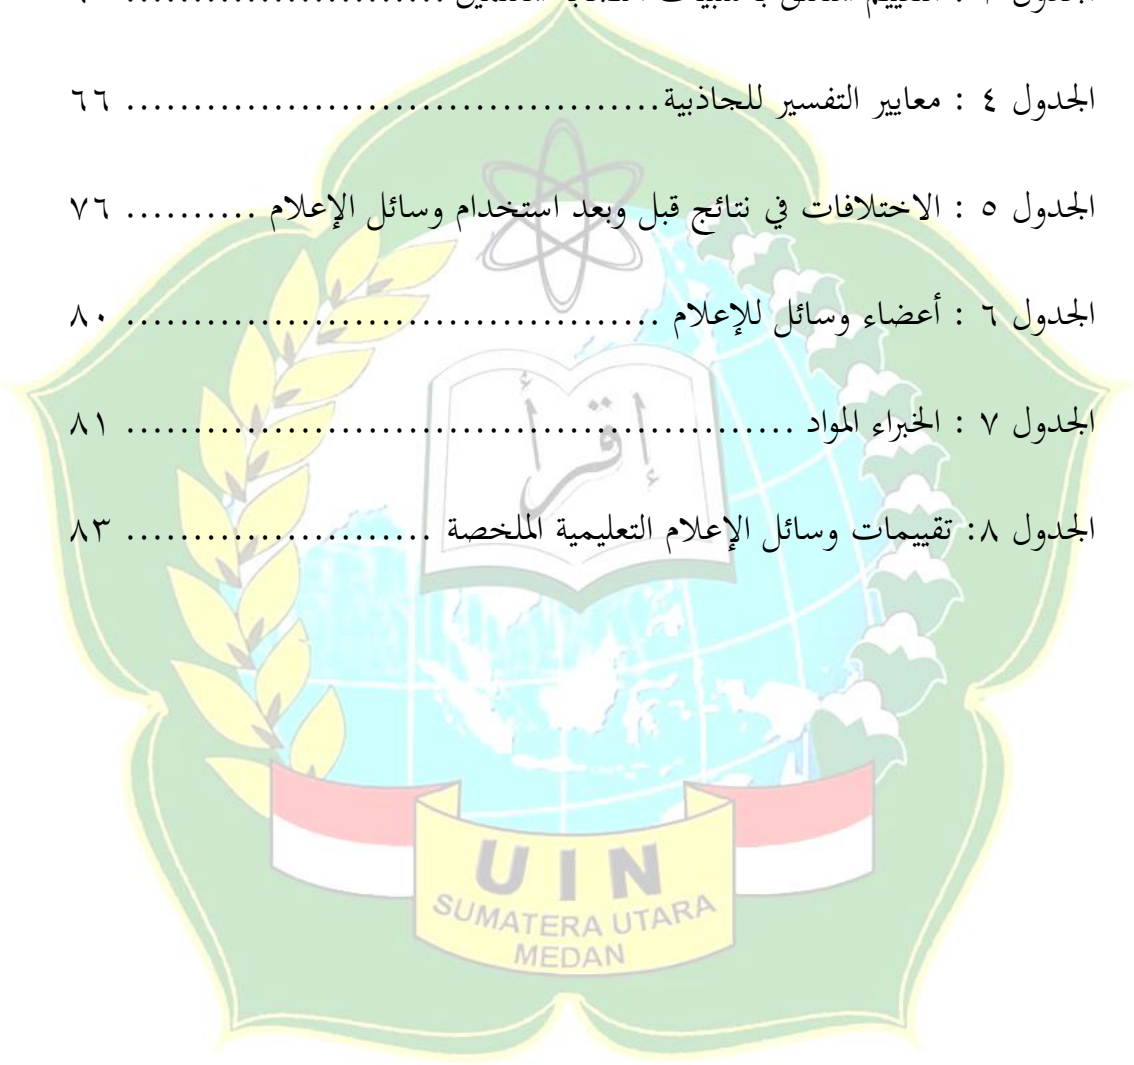 الجدول ٤ : معايير التفسير للجاذبية........................................ ٦٦
الجدول ٥ : الاختلافات في نتائج قبل وبعد استخدام وسائل الإعلام .......... ٧٦
الجدول ٦ : أعضاء وسائل للإعلام ........................................ ٨٠
الجدول ٧ : الخبراء المواد .................................................. ٨١
الجدول ٨: تقييمات وسائل الإعلام التعليمية الملخصة ....................... ٨٣
إقرأ
UIN
SUMATERA UTARA
MEDAN